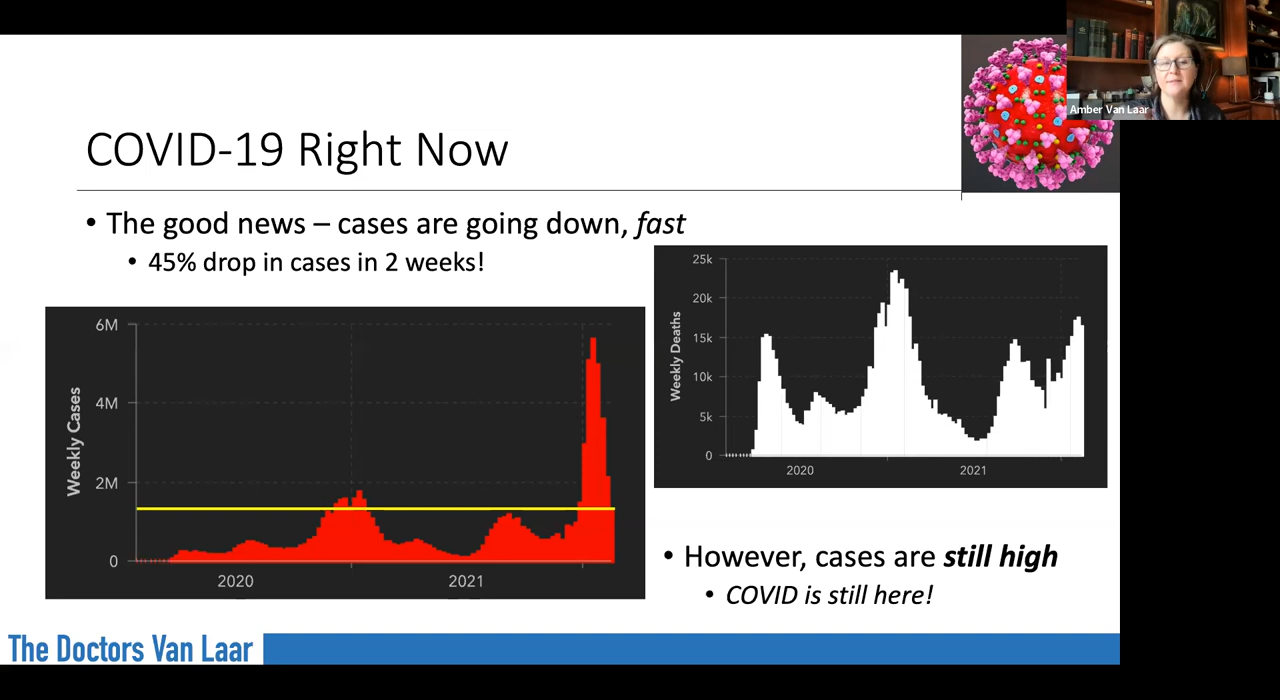 Amber Van Laar
COVID-19 Right Now
• The good news – cases are going down, fast
• 45% drop in cases in 2 weeks!
6M
4M
2M
0
Weekly Cases
2020
2021
25k
20k
15k
10k
5k
0
Weekly Deaths
2020
2021
• However, cases are still high
• COVID is still here!
The Doctors Van Laar